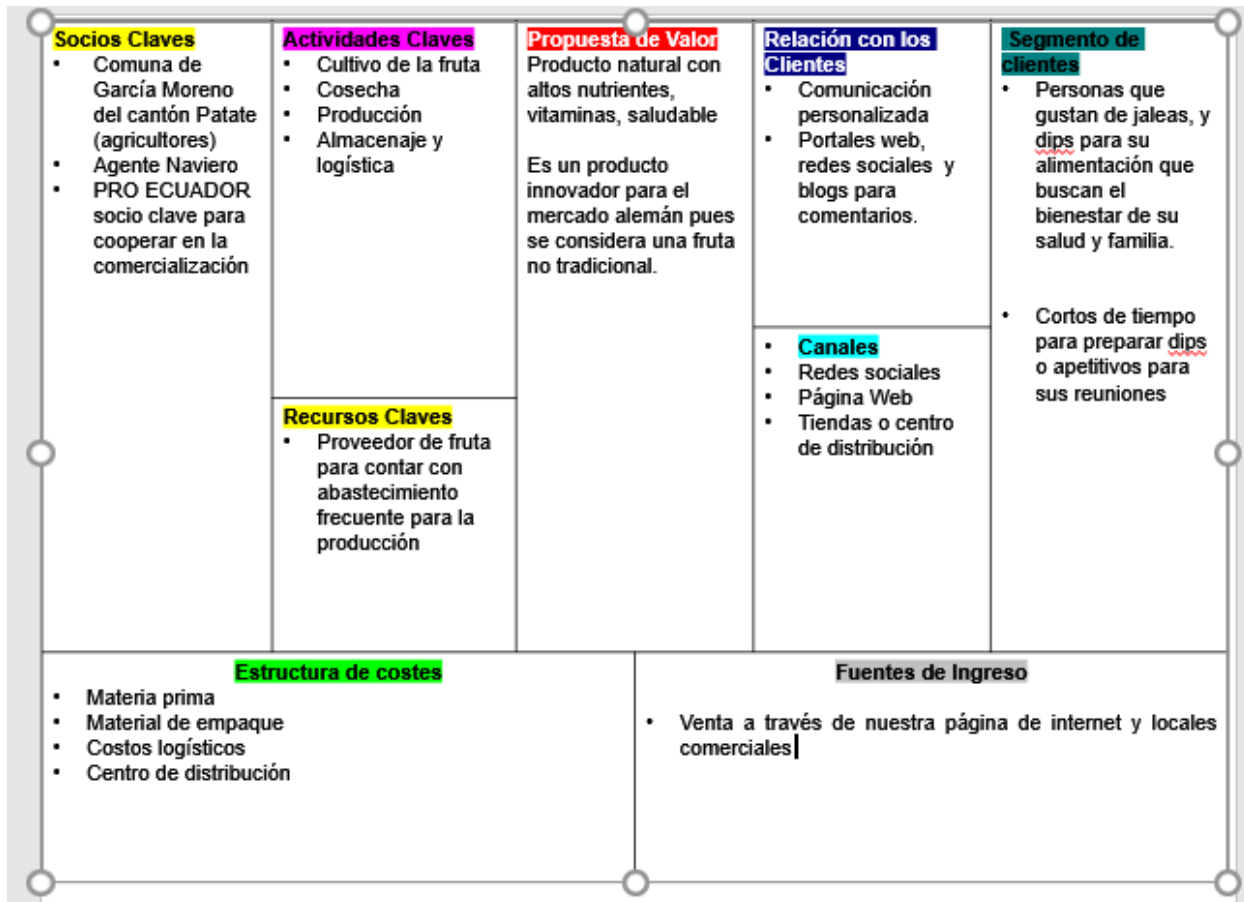 Socios Claves
• Comuna de
García Moreno
del cantón Patate
(agricultores)
• Agente Naviero
• PRO ECUADOR
socio clave para
cooperar en la
comercialización
Actividades Claves
• Cultivo de la fruta
• Cosecha
• Producción
• Almacenaje y
logística
Recursos Claves
• Proveedor de fruta
para contar con
abastecimiento
frecuente para la
producción
Propuesta de Valor
Producto natural con
altos nutrientes,
vitaminas, saludable
Es un producto
innovador para el
mercado alemán pues
se considera una fruta
no tradicional.
Relación con los
Clientes
• Comunicación
personalizada
• Portales web,
redes sociales y
blogs para
comentarios.
• Canales
• Redes sociales
• Página Web
• Tiendas o centro
de distribución
Segmento de
clientes
• Personas que
gustan de jaleas, y
dips para su
alimentación que
buscan el
bienestar de su
salud y familia.
• Cortos de tiempo
para preparar dips
o apetitivos para
sus reuniones
Estructura de costes
• Materia prima
• Material de empaque
• Costos logísticos
• Centro de distribución
Fuentes de Ingreso
• Venta a través de nuestra página de internet y locales
comerciales